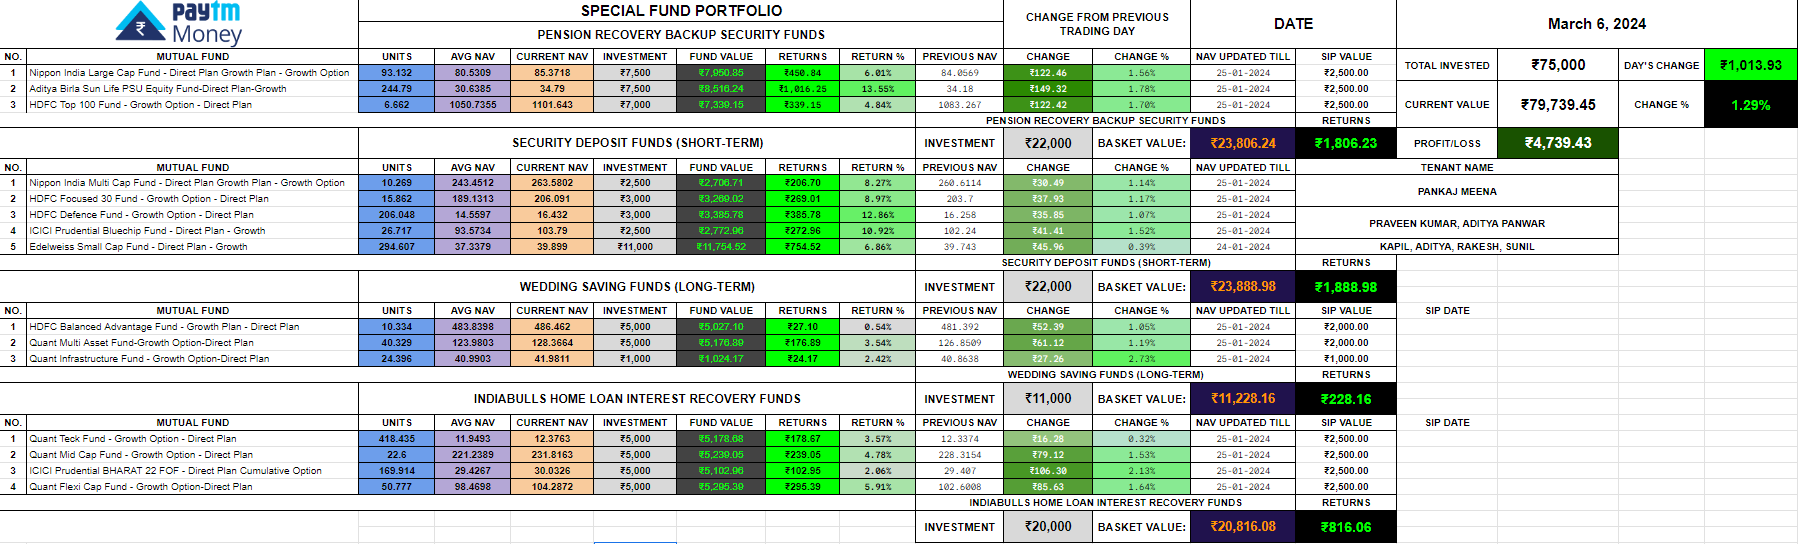 paytm
Money
SPECIAL FUND PORTFOLIO
PENSION RECOVERY BACKUP SECURITY FUNDS
CHANGE FROM PREVIOUS
TRADING DAY
DATE
March 6, 2024
NO. MUTUAL FUND UNITS AVG NAV CURRENT NAV INVESTMENT FUND VALUE RETURNS RETURN % PREVIOUS NAV CHANGE CHANGE % NAV UPDATED TILL SIP VALUE
1 Nippon India Large Cap Fund - Direct Plan Growth Plan - Growth Option 93.132 80.5309 85.3718 ₹7,500 ₹7,950.85 ₹450.84 6.01% 84.0569 ₹122.46 1.56% 25-01-2024 ₹2,500.00
2 Aditya Birla Sun Life PSU Equity Fund-Direct Plan-Growth 244.79 30.6385 34.79 ₹7,500 ₹8,516.24 ₹1,016.25 13.55% 34.18 ₹149.32 1.78% 25-01-2024 ₹2,500.00
3 HDFC Top 100 Fund - Growth Option - Direct Plan 6.662 1050.7355 1101.643 ₹7,000 ₹7,339.15 ₹339.15 4.84% 1083.267 ₹122.42 1.70% 25-01-2024 ₹2,500.00
TOTAL INVESTED ₹75,000 DAY'S CHANGE ₹1,013.93
CURRENT VALUE ₹79,739.45 CHANGE % 1.29%
PENSION RECOVERY BACKUP SECURITY FUNDS RETURNS
SECURITY DEPOSIT FUNDS (SHORT-TERM) INVESTMENT ₹22,000 BASKET VALUE: ₹23,806.24 ₹1,806.23 PROFIT/LOSS ₹4,739.43
NO. MUTUAL FUND UNITS AVG NAV CURRENT NAV INVESTMENT FUND VALUE RETURNS RETURN % PREVIOUS NAV CHANGE CHANGE % NAV UPDATED TILL TENANT NAME
1 Nippon India Multi Cap Fund - Direct Plan Growth Plan - Growth Option 10.269 243.4512 263.5802 ₹2,500 ₹2,706.71 ₹206.70 8.27% 260.6114 ₹30.49 1.14% 25-01-2024
PANKAJ MEENA
2 HDFC Focused 30 Fund - Growth Option - Direct Plan 15.862 189.1313 206.091 ₹3,000 ₹3,269.02 ₹269.01 8.97% 203.7 ₹37.93 1.17% 25-01-2024
3 HDFC Defence Fund - Growth Option - Direct Plan 206.048 14.5597 16.432 ₹3,000 ₹3,385.78 ₹385.78 12.86% 16.258 ₹35.85 1.07% 25-01-2024
PRAVEEN KUMAR, ADITYA PANWAR
4 ICICI Prudential Bluechip Fund - Direct Plan - Growth 26.717 93.5734 103.79 ₹2,500 ₹2,772.96 ₹272.96 10.92% 102.24 ₹41.41 1.52% 25-01-2024
5 Edelweiss Small Cap Fund - Direct Plan - Growth 294.607 37.3379 39.899 ₹11,000 ₹11,754.52 ₹754.52 6.86% 39.743 ₹45.96 0.39% 24-01-2024 KAPIL, ADITYA, RAKESH, SUNIL
SECURITY DEPOSIT FUNDS (SHORT-TERM) RETURNS
WEDDING SAVING FUNDS (LONG-TERM) INVESTMENT ₹22,000 BASKET VALUE: ₹23,888.98 ₹1,888.98
NO. MUTUAL FUND UNITS AVG NAV CURRENT NAV INVESTMENT FUND VALUE RETURNS RETURN % PREVIOUS NAV CHANGE CHANGE % NAV UPDATED TILL SIP VALUE SIP DATE
1 HDFC Balanced Advantage Fund - Growth Plan - Direct Plan 10.334 483.8398 486.462 ₹5,000 ₹5,027.10 ₹27.10 0.54% 481.392 ₹52.39 1.05% 25-01-2024 ₹2,000.00
2 Quant Multi Asset Fund-Growth Option-Direct Plan 40.329 123.9803 128.3664 ₹5,000 ₹5,176.89 ₹176.89 3.54% 126.8509 ₹61.12 1.19% 25-01-2024 ₹2,000.00
3 Quant Infrastructure Fund - Growth Option-Direct Plan 24.396 40.9903 41.9811 ₹1,000 ₹1,024.17 ₹24.17 2.42% 40.8638 ₹27.26 2.73% 25-01-2024 ₹1,000.00
WEDDING SAVING FUNDS (LONG-TERM) RETURNS
INDIABULLS HOME LOAN INTEREST RECOVERY FUNDS INVESTMENT ₹11,000 BASKET VALUE: ₹11,228.16 ₹228.16
NO. MUTUAL FUND UNITS AVG NAV CURRENT NAV INVESTMENT FUND VALUE RETURNS RETURN % PREVIOUS NAV CHANGE CHANGE % NAV UPDATED TILL SIP VALUE SIP DATE
1 Quant Teck Fund - Growth Option - Direct Plan 418.435 11.9493 12.3763 ₹5,000 ₹5,178.68 ₹178.67 3.57% 12.3374 ₹16.28 0.32% 25-01-2024 ₹2,500.00
2 Quant Mid Cap Fund - Growth Option - Direct Plan 22.6 221.2389 231.8163 ₹5,000 ₹5,239.05 ₹239.05 4.78% 228.3154 ₹79.12 1.53% 25-01-2024 ₹2,500.00
3 ICICI Prudential BHARAT 22 FOF - Direct Plan Cumulative Option 169.914 29.4267 30.0326 ₹5,000 ₹5,102.96 ₹102.95 2.06% 29.407 ₹106.30 2.13% 25-01-2024 ₹2,500.00
4 Quant Flexi Cap Fund - Growth Option-Direct Plan 50.777 98.4698 104.2872 ₹5,000 ₹5,295.39 ₹295.39 5.91% 102.6008 ₹85.63 1.64% 25-01-2024 ₹2,500.00
INDIABULLS HOME LOAN INTEREST RECOVERY FUNDS RETURNS
INVESTMENT ₹20,000 BASKET VALUE: ₹20,816.08 ₹816.06